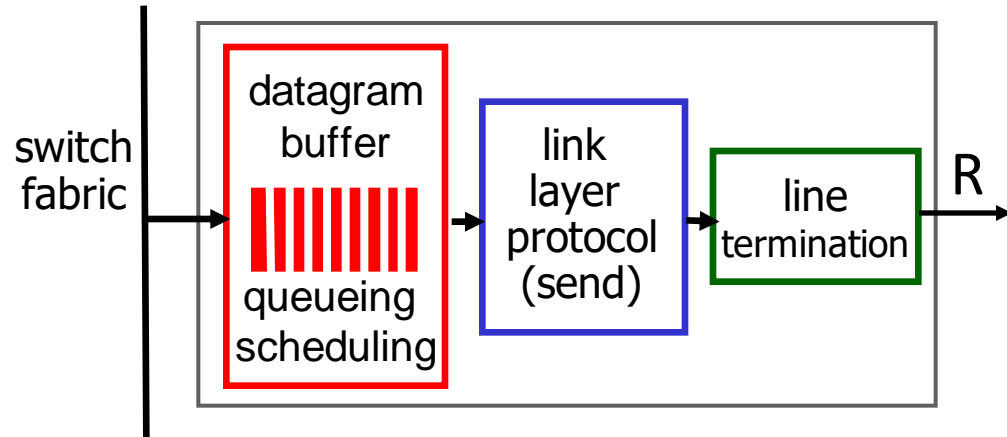 switch
fabric
datagram
buffer
queueing
scheduling
link
layer
protocol
(send)
line
termination
R